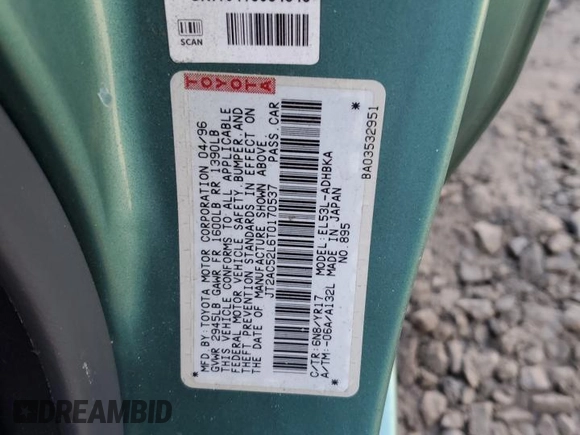 SCAN
TOYOTA
MFD.BY:TOYOTA MOTOR CORPORATION 04/96
GVWR 2945LB GAWR FR 1600LB RR 1390LB
THIS VEHICLE CONFORMS TO ALL APPLICABLE
FEDERAL MOTOR VEHICLE SAFETY,BUMPER,AND
THEFT PREVENTION STANDARDS IN EFFECT ON
THE DATE OF MANUFACTURE SHOWN ABOVE.
JT2AC52L6T0170537 PASS.CAR
C/TR:6N8/YR17 MODEL:EL53L-ADHBKA
A/TM:-06A/A132L MADE IN JAPAN
NO 895
BA03532951
DREAMBID